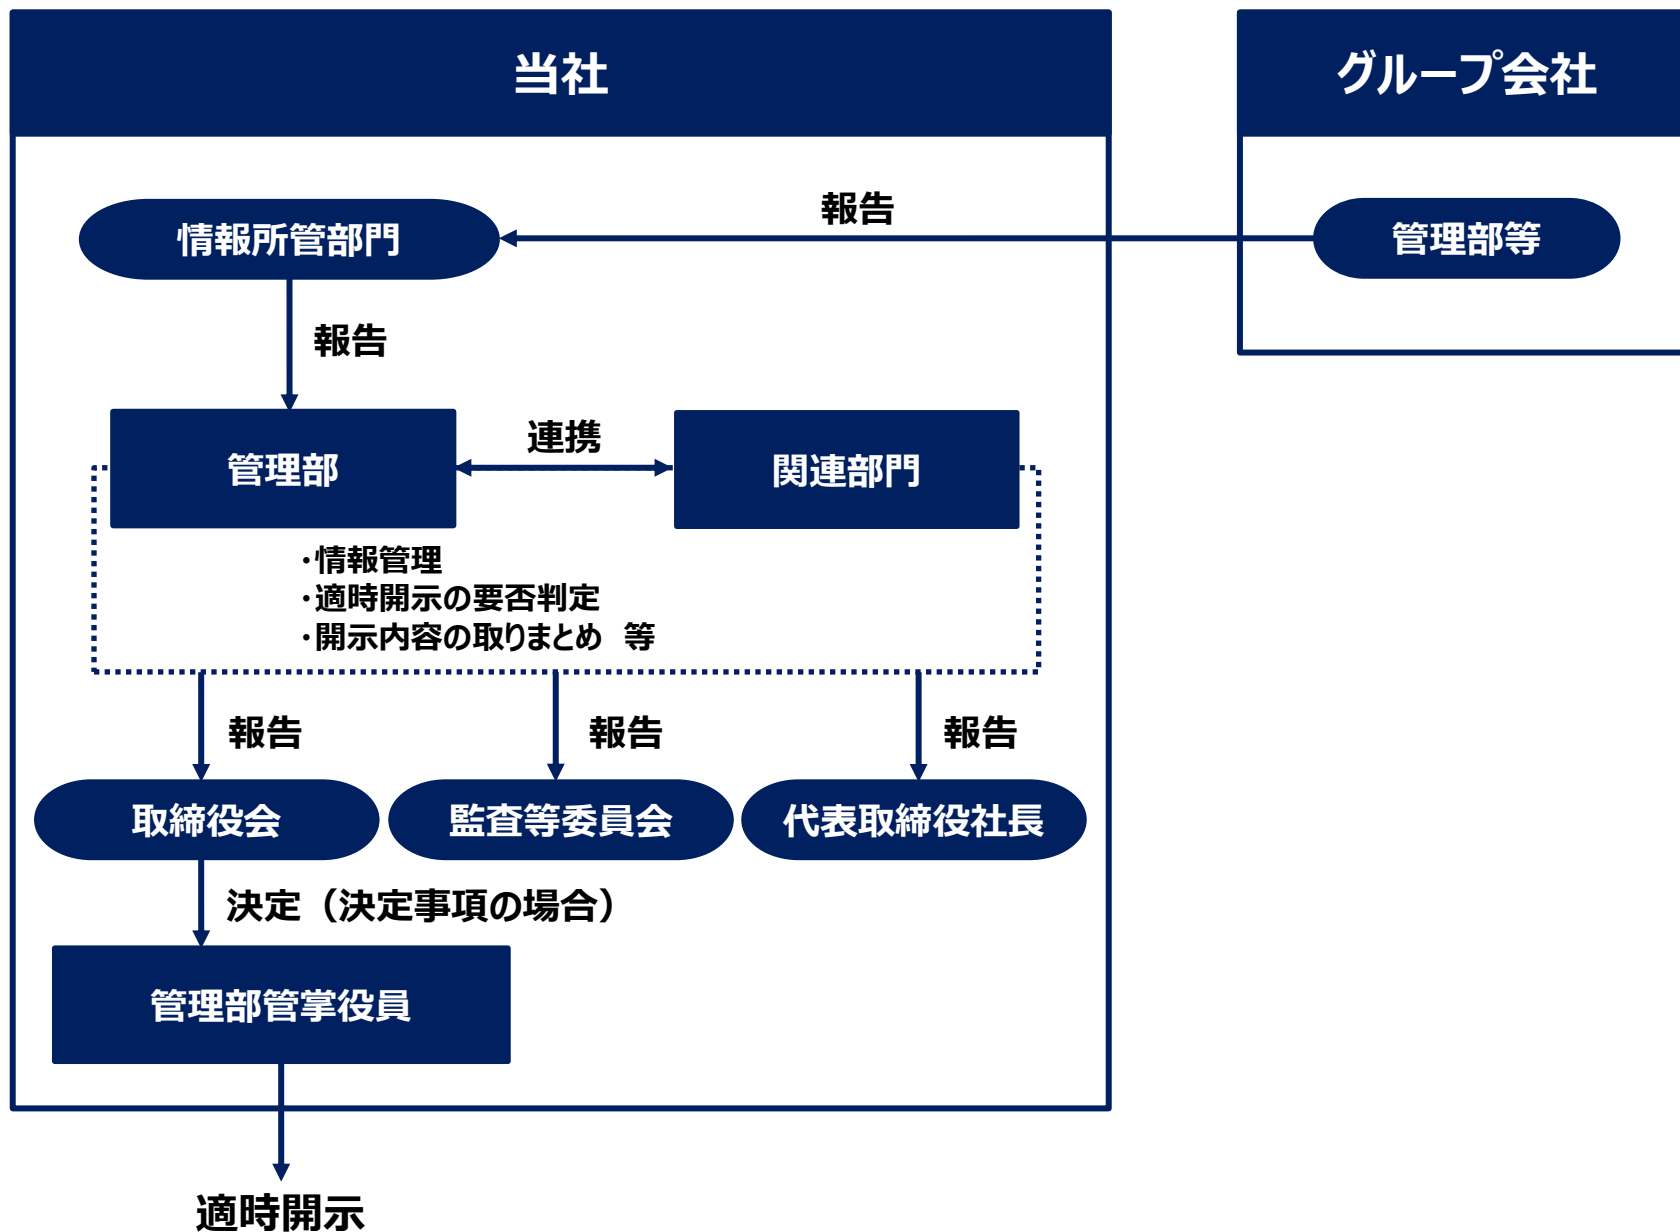 当社
グループ会社
報告
情報所管部門
管理部等
報告
連携
管理部
関連部門
・情報管理
・適時開示の要否判定
・開示内容の取りまとめ 等
報告
報告
報告
取締役会
監査等委員会
代表取締役社長
決定（決定事項の場合）
管理部管掌役員
適時開示